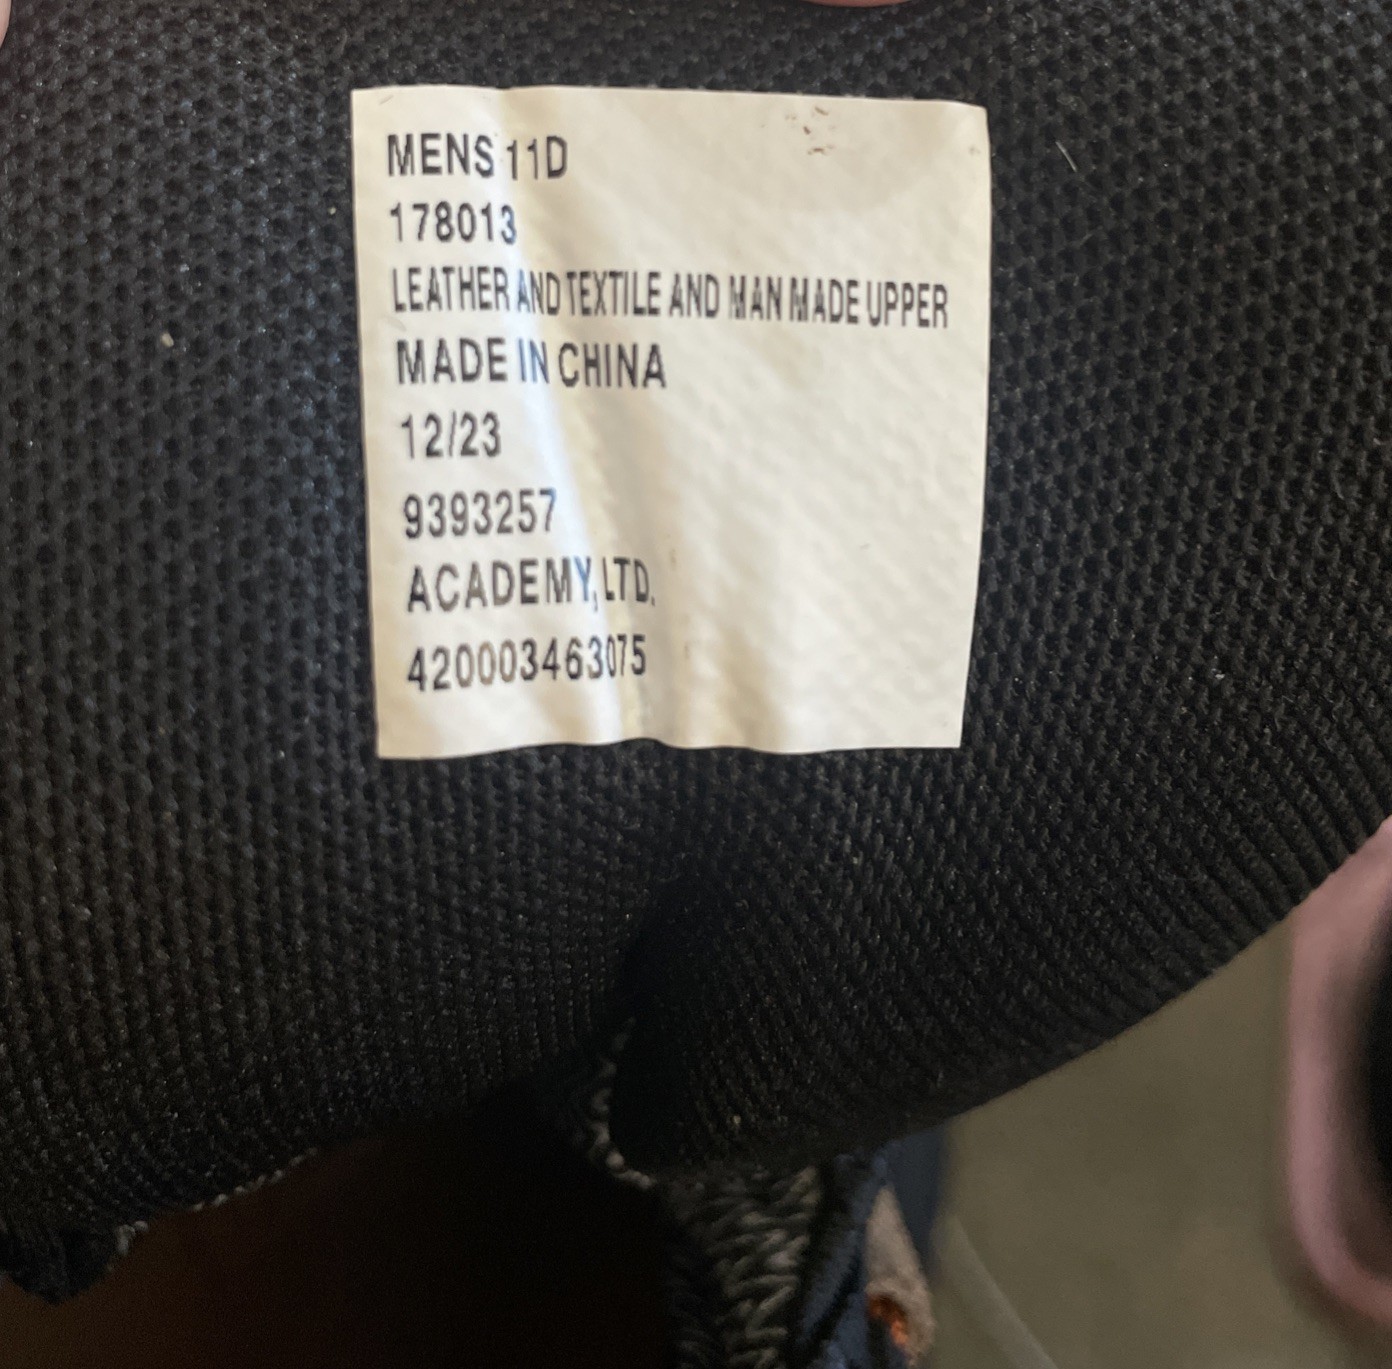 MENS 11D
178013
LEATHER AND TEXTILE AND MAN MADE UPPER
MADE IN CHINA
12/23
9393257
ACADEMY, LTD.
420003463075